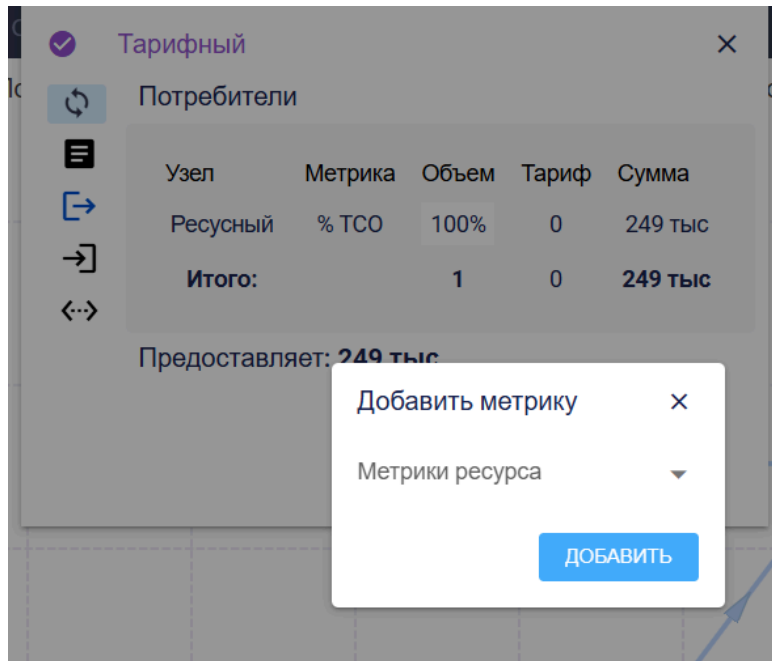 Тарифный
Потребители
Узел Метрика Объем Тариф Сумма
Ресусный % TCO 100% 0 249 тыс
Итого: 1 0 249 тыс
Предоставляет: 249 тыс
Добавить метрику
Метрики ресурса
ДОБАВИТЬ